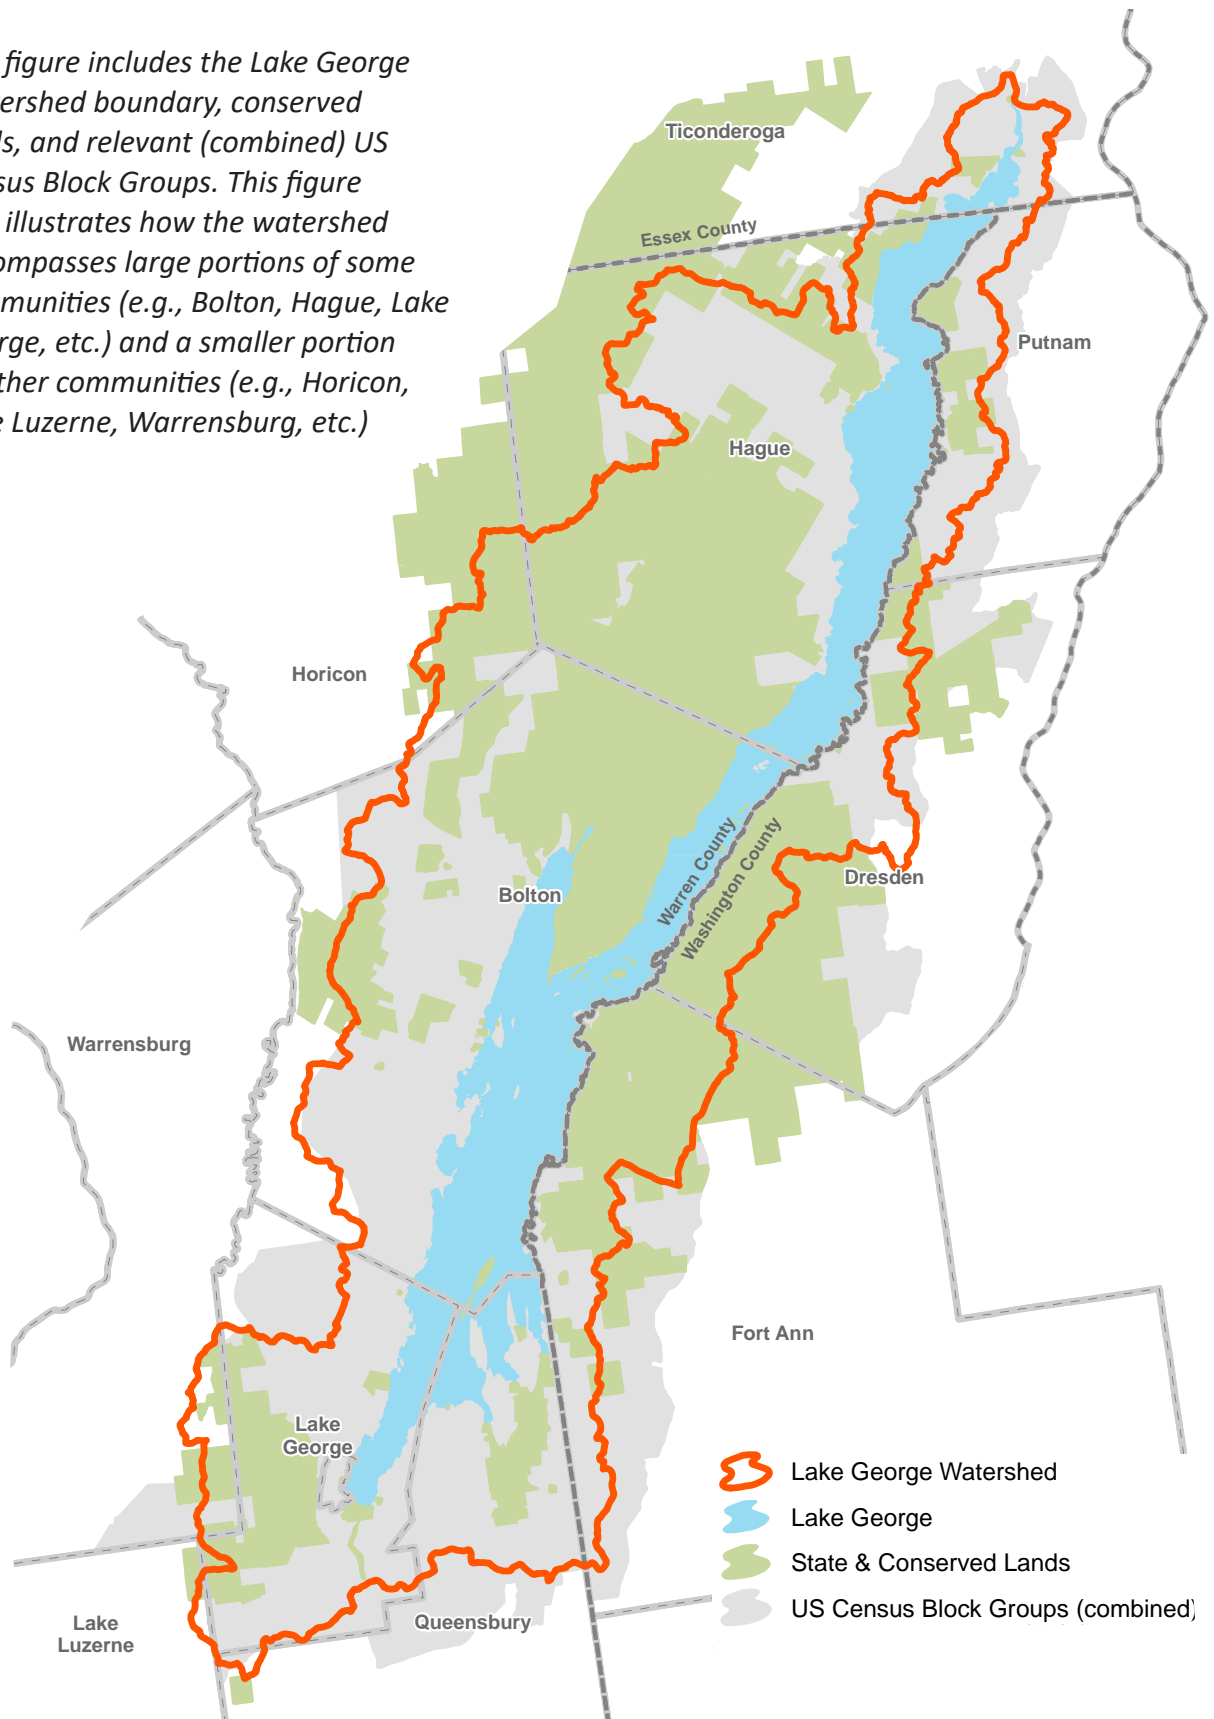 figure includes the Lake George
ershed boundary, conserved
ls, and relevant (combined) US
sus Block Groups. This figure
illustrates how the watershed
ompasses large portions of some
mmunities (e.g., Bolton, Hague, Lake
rge, etc.) and a smaller portion
ther communities (e.g., Horicon,
e Luzerne, Warrensburg, etc.)
Ticonderoga
Essex County
Putnam
Hague
Horicon
Warren County
Washington County
Dresden
Bolton
Warrensburg
Fort Ann
Lake
George
Queensbury
Lake
Luzerne
Lake George Watershed
Lake George
State & Conserved Lands
US Census Block Groups (combined)